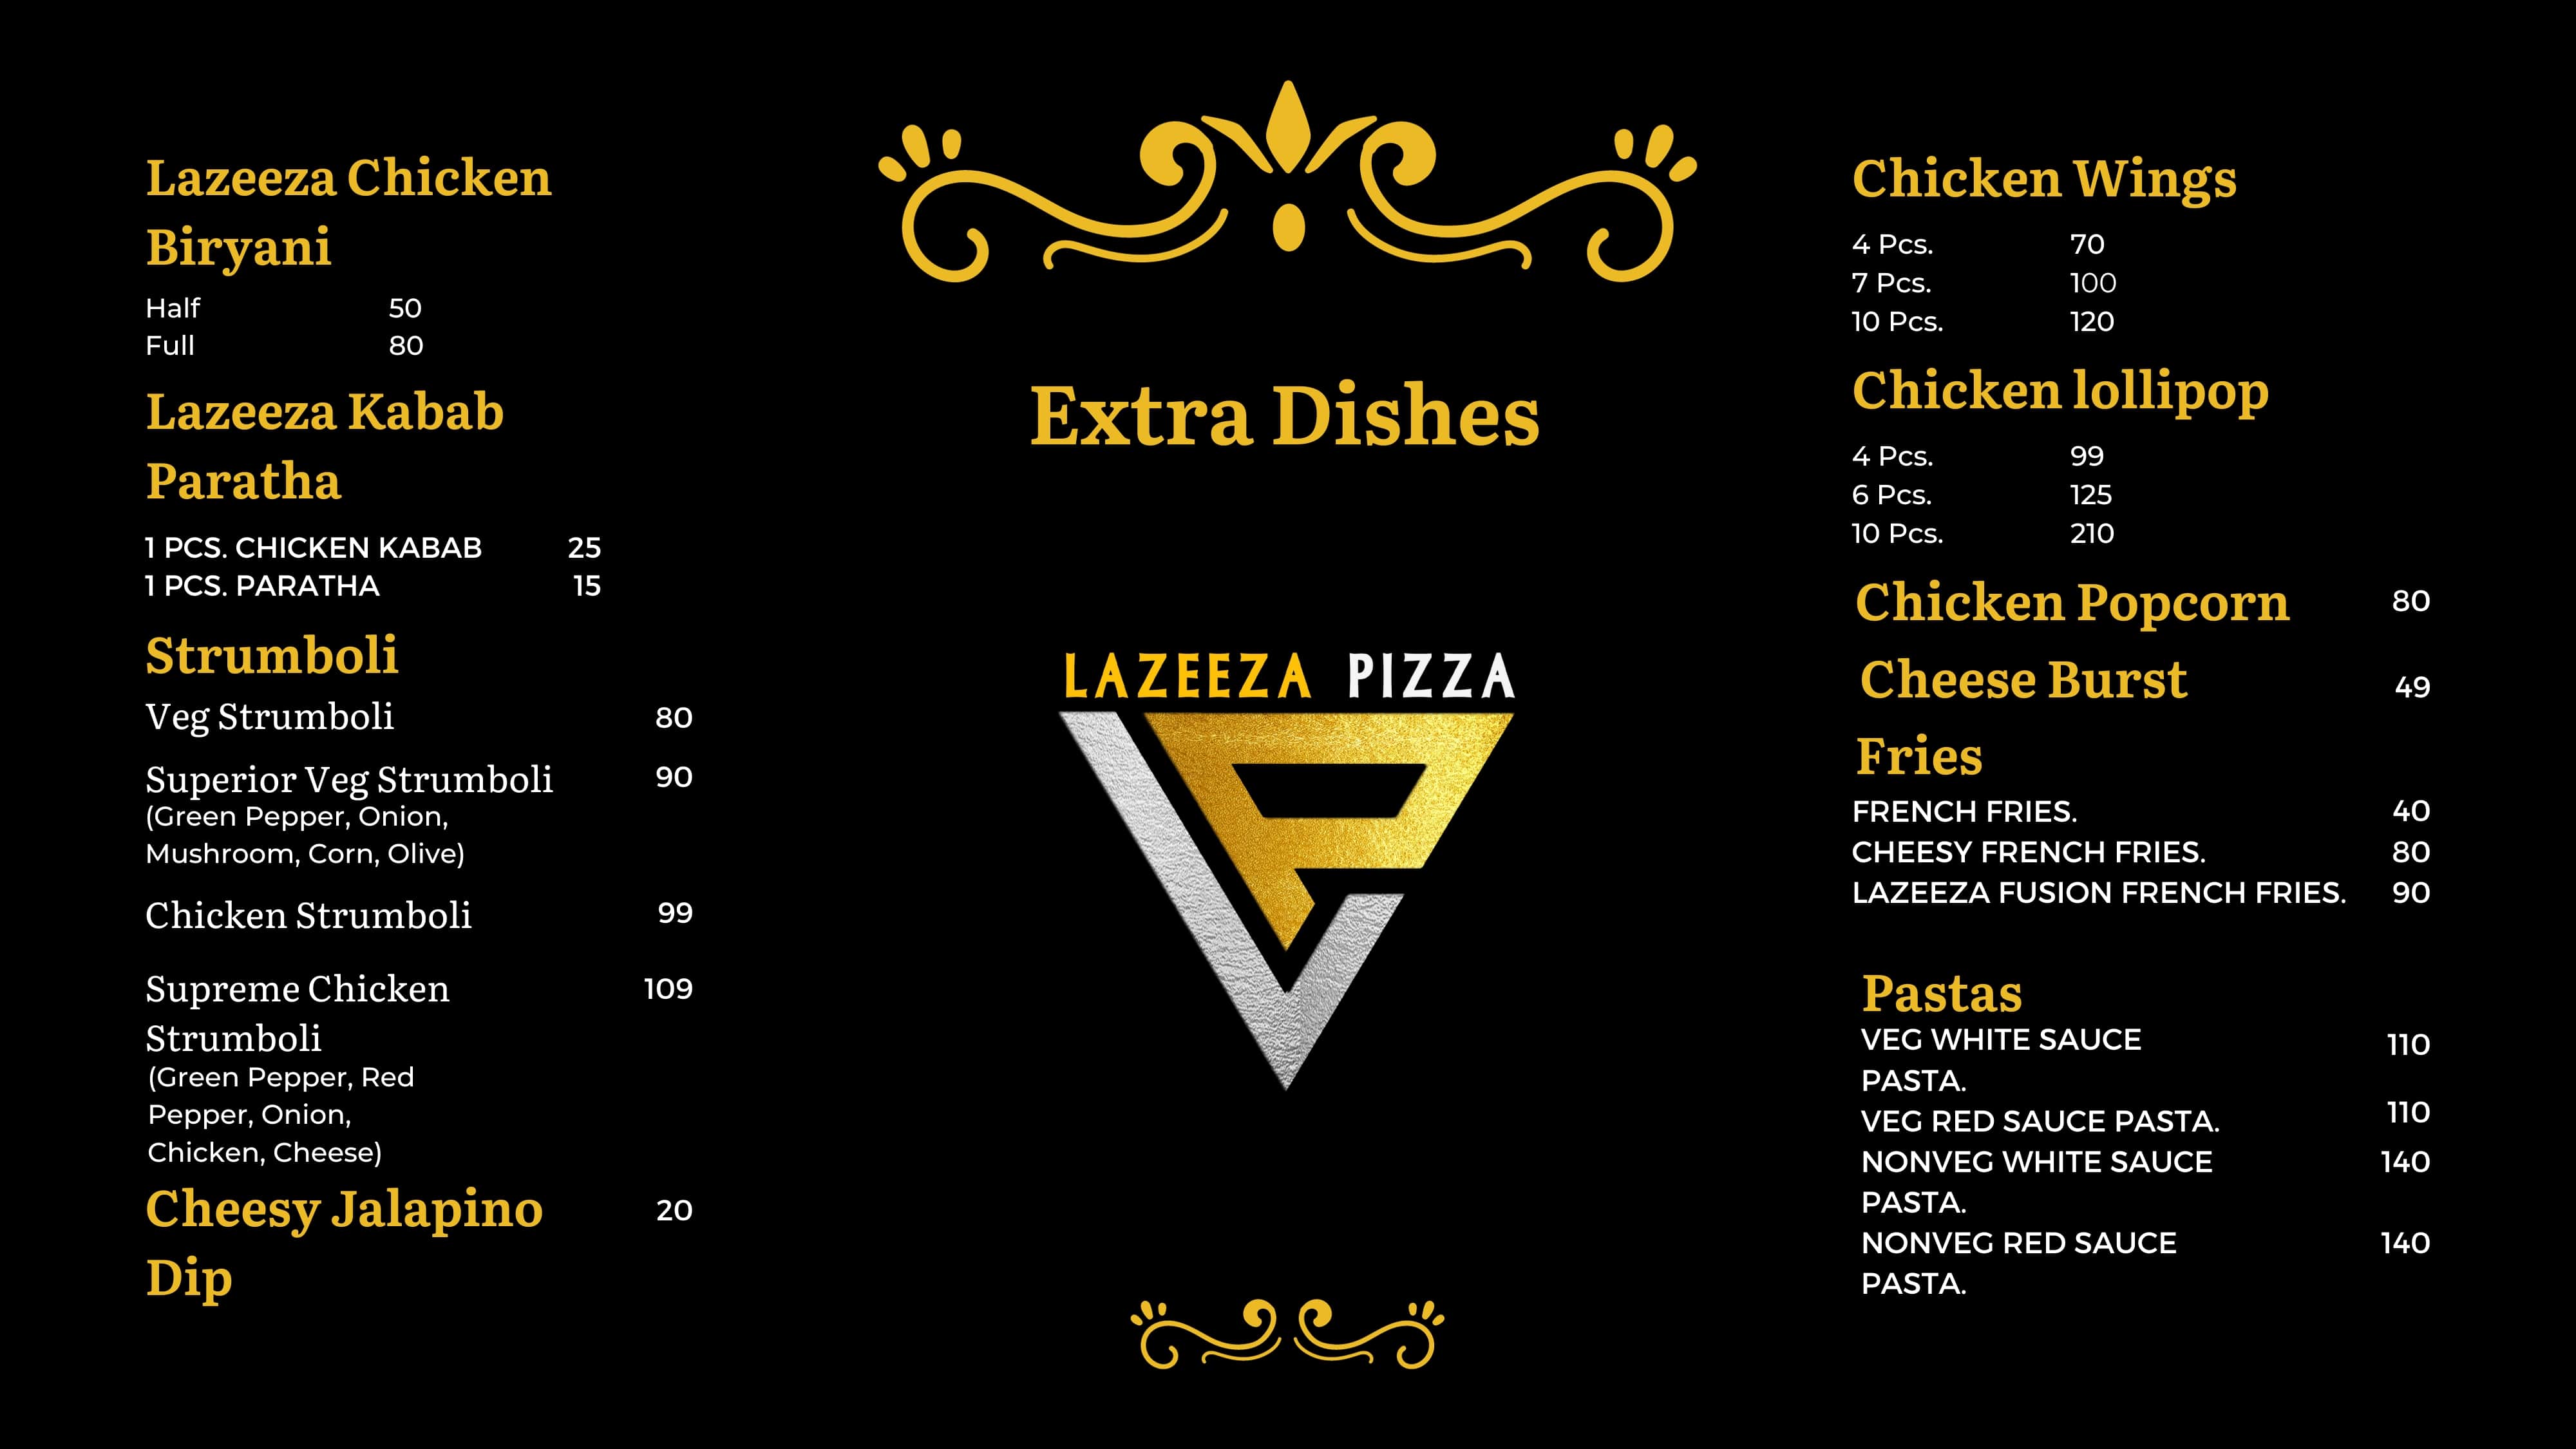 Lazeeza Chicken
Biryani
Half 50
Full 80
Lazeeza Kabab
Paratha
1 PCS. CHICKEN KABAB 25
1 PCS. PARATHA 15
Strumboli
Veg Strumboli 80
Superior Veg Strumboli 90
(Green Pepper, Onion,
Mushroom, Corn, Olive)
Chicken Strumboli 99
Supreme Chicken 109
Strumboli
(Green Pepper, Red
Pepper, Onion,
Chicken, Cheese)
Cheesy Jalapino 20
Dip
Extra Dishes
LAZEEZA PIZZA
Chicken Wings
4 Pcs. 70
7 Pcs. 100
10 Pcs. 120
Chicken lollipop
4 Pcs. 99
6 Pcs. 125
10 Pcs. 210
Chicken Popcorn 80
Cheese Burst 49
Fries
FRENCH FRIES. 40
CHEESY FRENCH FRIES. 80
LAZEEZA FUSION FRENCH FRIES. 90
Pastas
VEG WHITE SAUCE 110
PASTA.
VEG RED SAUCE PASTA. 110
NONVEG WHITE SAUCE 140
PASTA.
NONVEG RED SAUCE 140
PASTA.